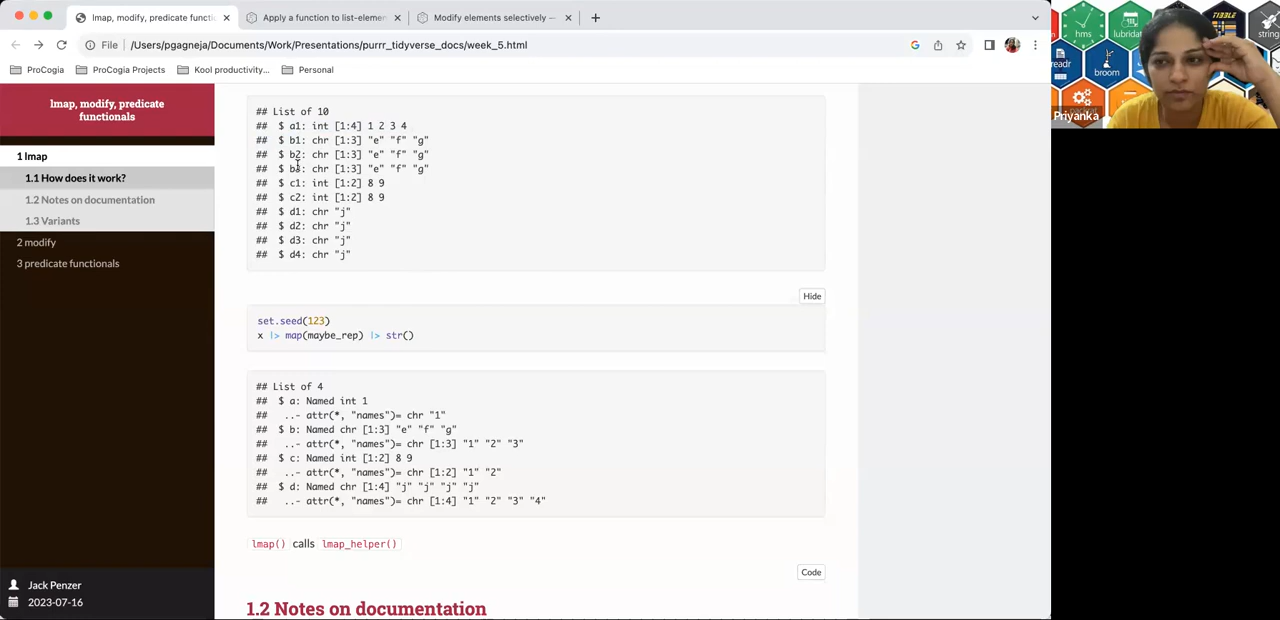 lmap, modify, predicate functi
Apply a function to list-elemen
Modify elements selectively —
File /Users/pgagneja/Documents/Work/Presentations/purrr_tidyverse_docs/week_5.html
ProCogia ProCogia Projects Kool productivity... Personal
lmap, modify, predicate
functionals
1 lmap
1.1 How does it work?
1.2 Notes on documentation
1.3 Variants
2 modify
3 predicate functionals
Jack Penzer
2023-07-16
## List of 10
##  $ a1: int [1:4] 1 2 3 4
##  $ b1: chr [1:3] "e" "f" "g"
##  $ b2: chr [1:3] "e" "f" "g"
##  $ b3: chr [1:3] "e" "f" "g"
##  $ c1: int [1:2] 8 9
##  $ c2: int [1:2] 8 9
##  $ d1: chr "j"
##  $ d2: chr "j"
##  $ d3: chr "j"
##  $ d4: chr "j"
Hide
set.seed(123)
x |> map(maybe_rep) |> str()
## List of 4
##  $ a: Named int 1
##   ..- attr(*, "names")= chr "1"
##  $ b: Named chr [1:3] "e" "f" "g"
##   ..- attr(*, "names")= chr [1:3] "1" "2" "3"
##  $ c: Named int [1:2] 8 9
##   ..- attr(*, "names")= chr [1:2] "1" "2"
##  $ d: Named chr [1:4] "j" "j" "j" "j"
##   ..- attr(*, "names")= chr [1:4] "1" "2" "3" "4"
lmap() calls lmap_helper()
Code
1.2 Notes on documentation
hms
lubridat
TIBBLE
string
readr
broom
Priyanka